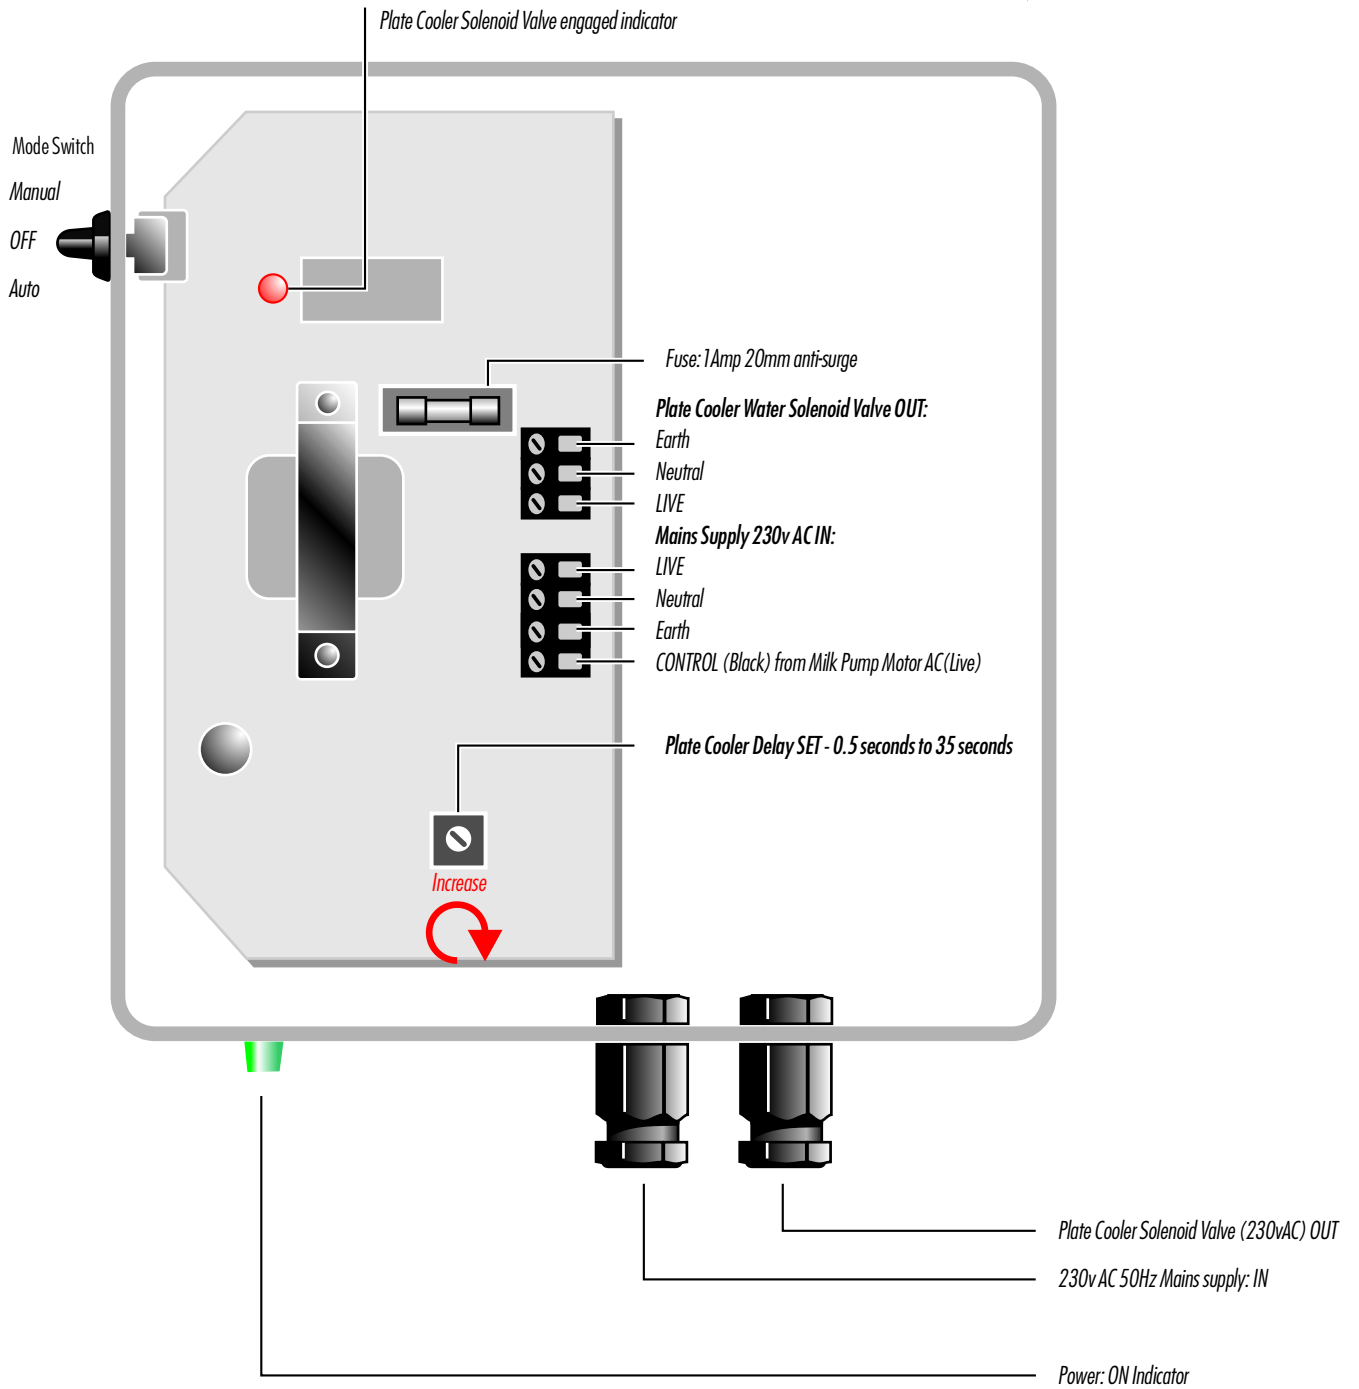 Plate Cooler Solenoid Valve engaged indicator
Mode Switch
Manual
OFF
Auto
Fuse: 1Amp 20mm anti-surge
Plate Cooler Water Solenoid Valve OUT:
Earth
Neutral
LIVE
Mains Supply 230v AC IN:
LIVE
Neutral
Earth
CONTROL (Black) from Milk Pump Motor AC(Live)
Plate Cooler Delay SET - 0.5 seconds to 35 seconds
Increase
Plate Cooler Solenoid Valve (230vAC) OUT
230v AC 50Hz Mains supply: IN
Power: ON Indicator